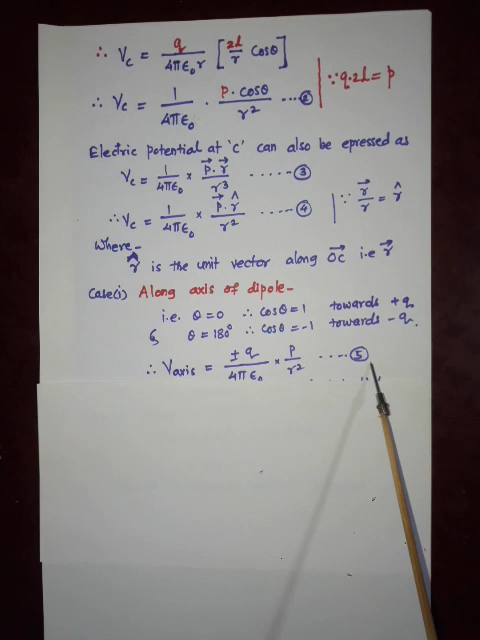 ∴ Vc = q/4πε₀r [2l/r cosθ]
∴ Vc = 1/4πε₀ · p·cosθ/r² ....② | ∵ q·2l = p
Electric potential at 'c' can also be epressed as
Vc = 1/4πε₀ × p⃗·r⃗/r³ ......③
∴ Vc = 1/4πε₀ × p⃗·r̂/r² ......④ | ∵ r⃗/r = r̂
Where-
r̂ is the unit vector along OC⃗ i.e r⃗
Case(i) Along axis of dipole-
i.e. θ=0 ∴ cosθ=1 towards +q
& θ=180° ∴ cosθ=-1 towards -q.
∴ Vaxis = ±q/4πε₀ × p/r² .....⑤